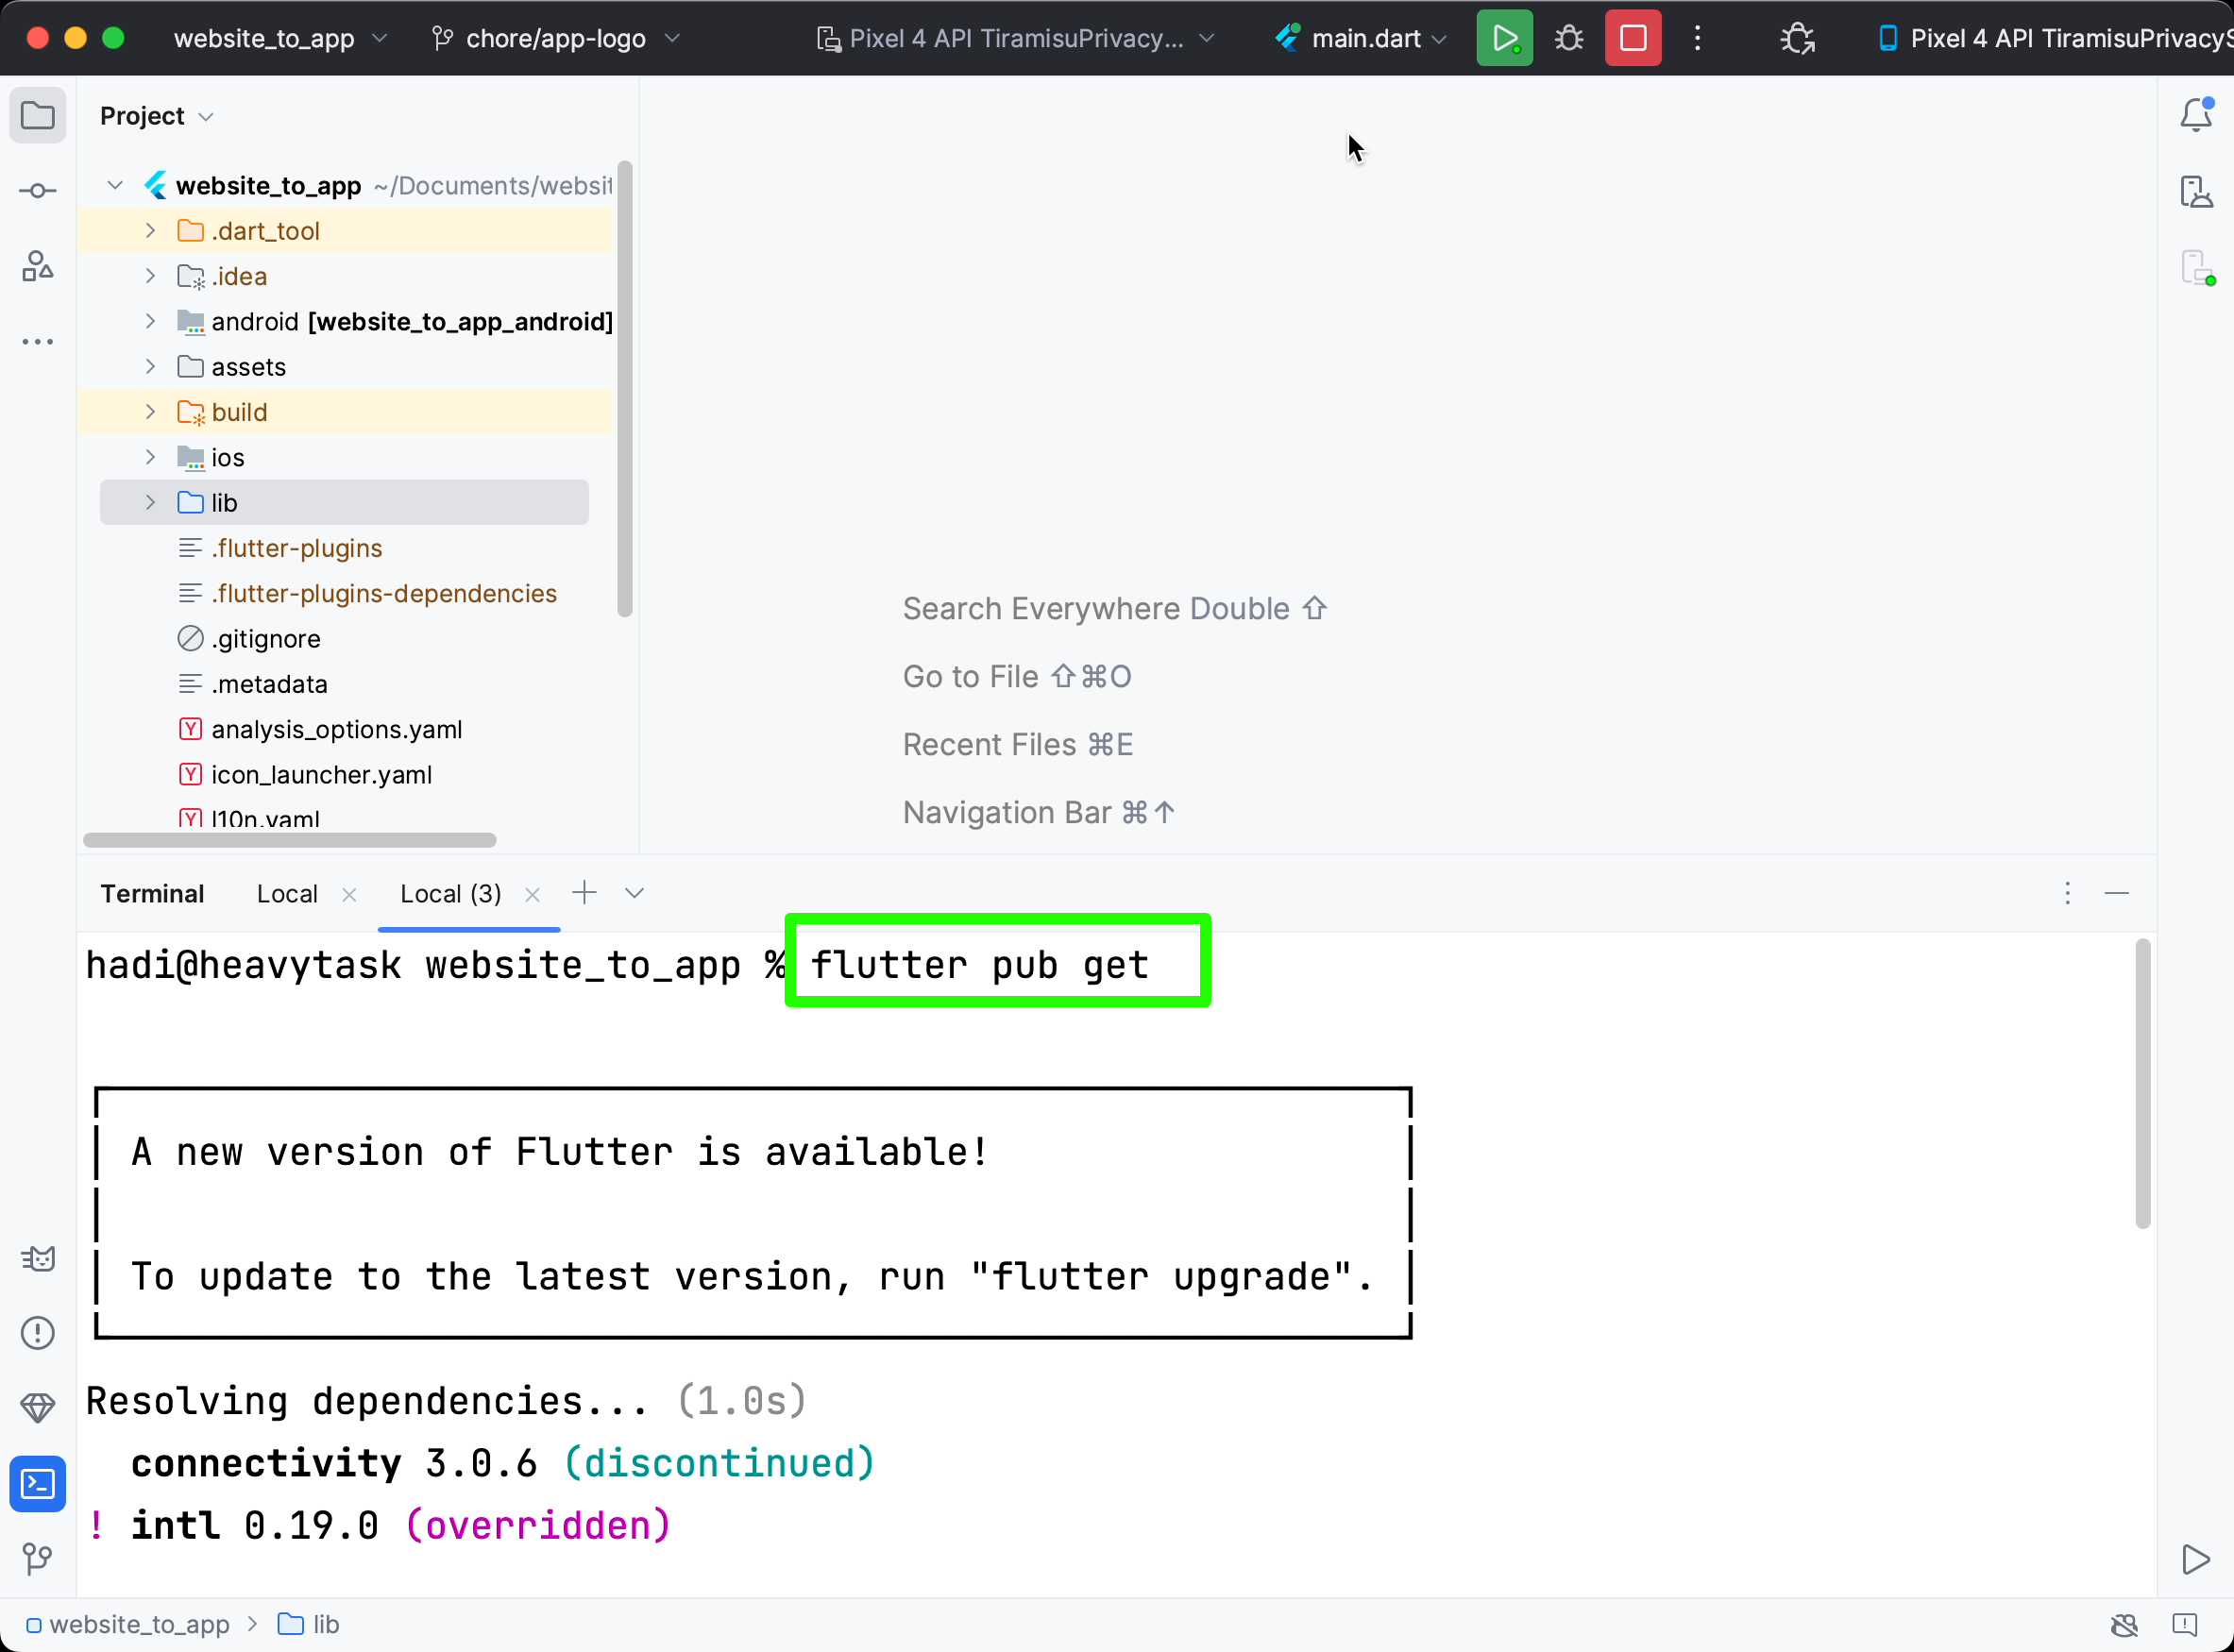 website_to_app
chore/app-logo
Pixel 4 API TiramisuPrivacy...
main.dart
Pixel 4 API TiramisuPrivacyS
Project
website_to_app ~/Documents/websit
.dart_tool
.idea
android [website_to_app_android]
assets
build
ios
lib
.flutter-plugins
.flutter-plugins-dependencies
.gitignore
.metadata
analysis_options.yaml
icon_launcher.yaml
l10n.yaml
Search Everywhere Double ⇧
Go to File ⇧⌘O
Recent Files ⌘E
Navigation Bar ⌘↑
Terminal
Local
Local (3)
hadi@heavytask website_to_app % flutter pub get
A new version of Flutter is available!
To update to the latest version, run "flutter upgrade".
Resolving dependencies... (1.0s)
connectivity 3.0.6 (discontinued)
! intl 0.19.0 (overridden)
website_to_app > lib